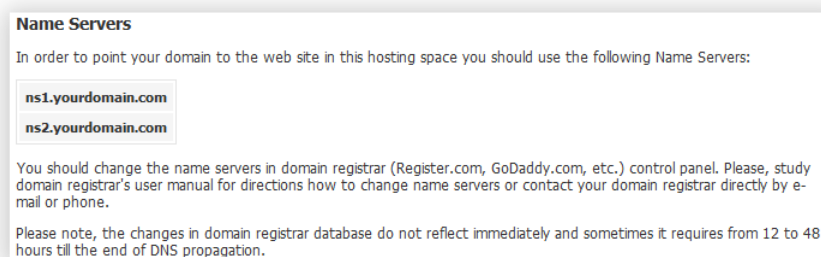 Name Servers
In order to point your domain to the web site in this hosting space you should use the following Name Servers:
ns1.yourdomain.com
ns2.yourdomain.com
You should change the name servers in domain registrar (Register.com, GoDaddy.com, etc.) control panel. Please, study
domain registrar's user manual for directions how to change name servers or contact your domain registrar directly by e-
mail or phone.
Please note, the changes in domain registrar database do not reflect immediately and sometimes it requires from 12 to 48
hours till the end of DNS propagation.